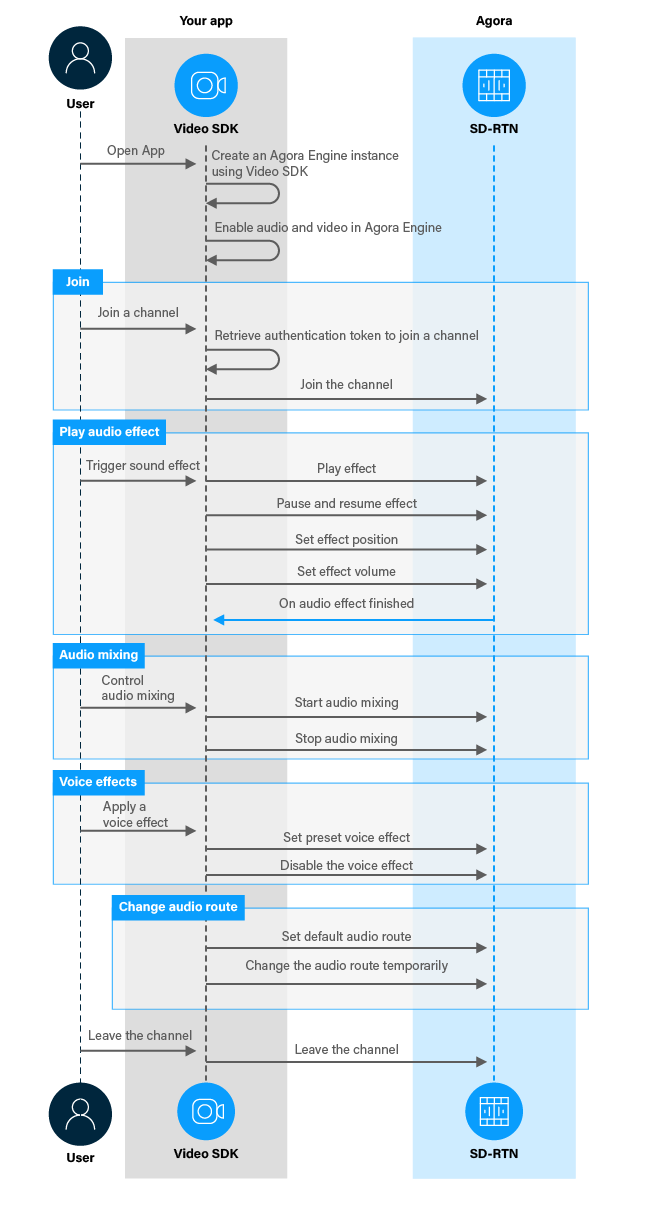 Your app
Agora
User
Video SDK
SD-RTN
Open App
Create an Agora Engine instance
using Video SDK
Enable audio and video in Agora Engine
Join
Join a channel
Retrieve authentication token to join a channel
Join the channel
Play audio effect
Trigger sound effect
Play effect
Pause and resume effect
Set effect position
Set effect volume
On audio effect finished
Audio mixing
Control
audio mixing
Start audio mixing
Stop audio mixing
Voice effects
Apply a
voice effect
Set preset voice effect
Disable the voice effect
Change audio route
Set default audio route
Change the audio route temporarily
Leave the channel
Leave the channel
User
Video SDK
SD-RTN